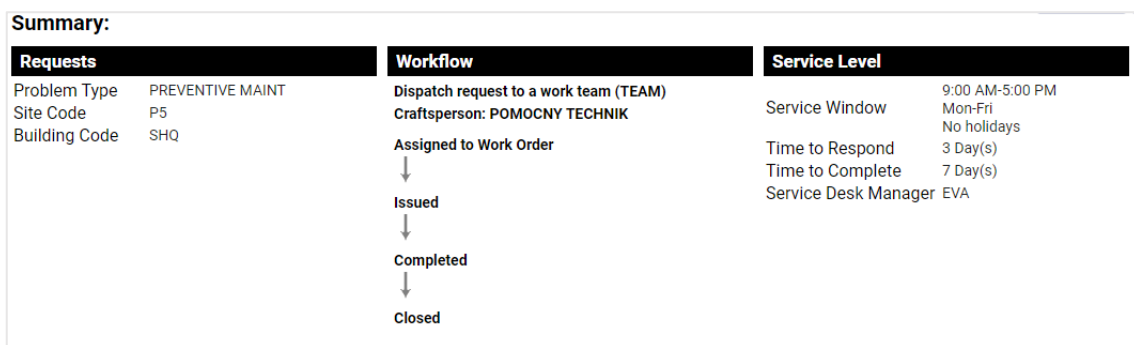 Summary:
Requests
Problem Type PREVENTIVE MAINT
Site Code P5
Building Code SHQ
Workflow
Dispatch request to a work team (TEAM)
Craftsperson: POMOCNY TECHNIK
Assigned to Work Order
Issued
Completed
Closed
Service Level
Service Window 9:00 AM-5:00 PM
Mon-Fri
No holidays
Time to Respond 3 Day(s)
Time to Complete 7 Day(s)
Service Desk Manager EVA